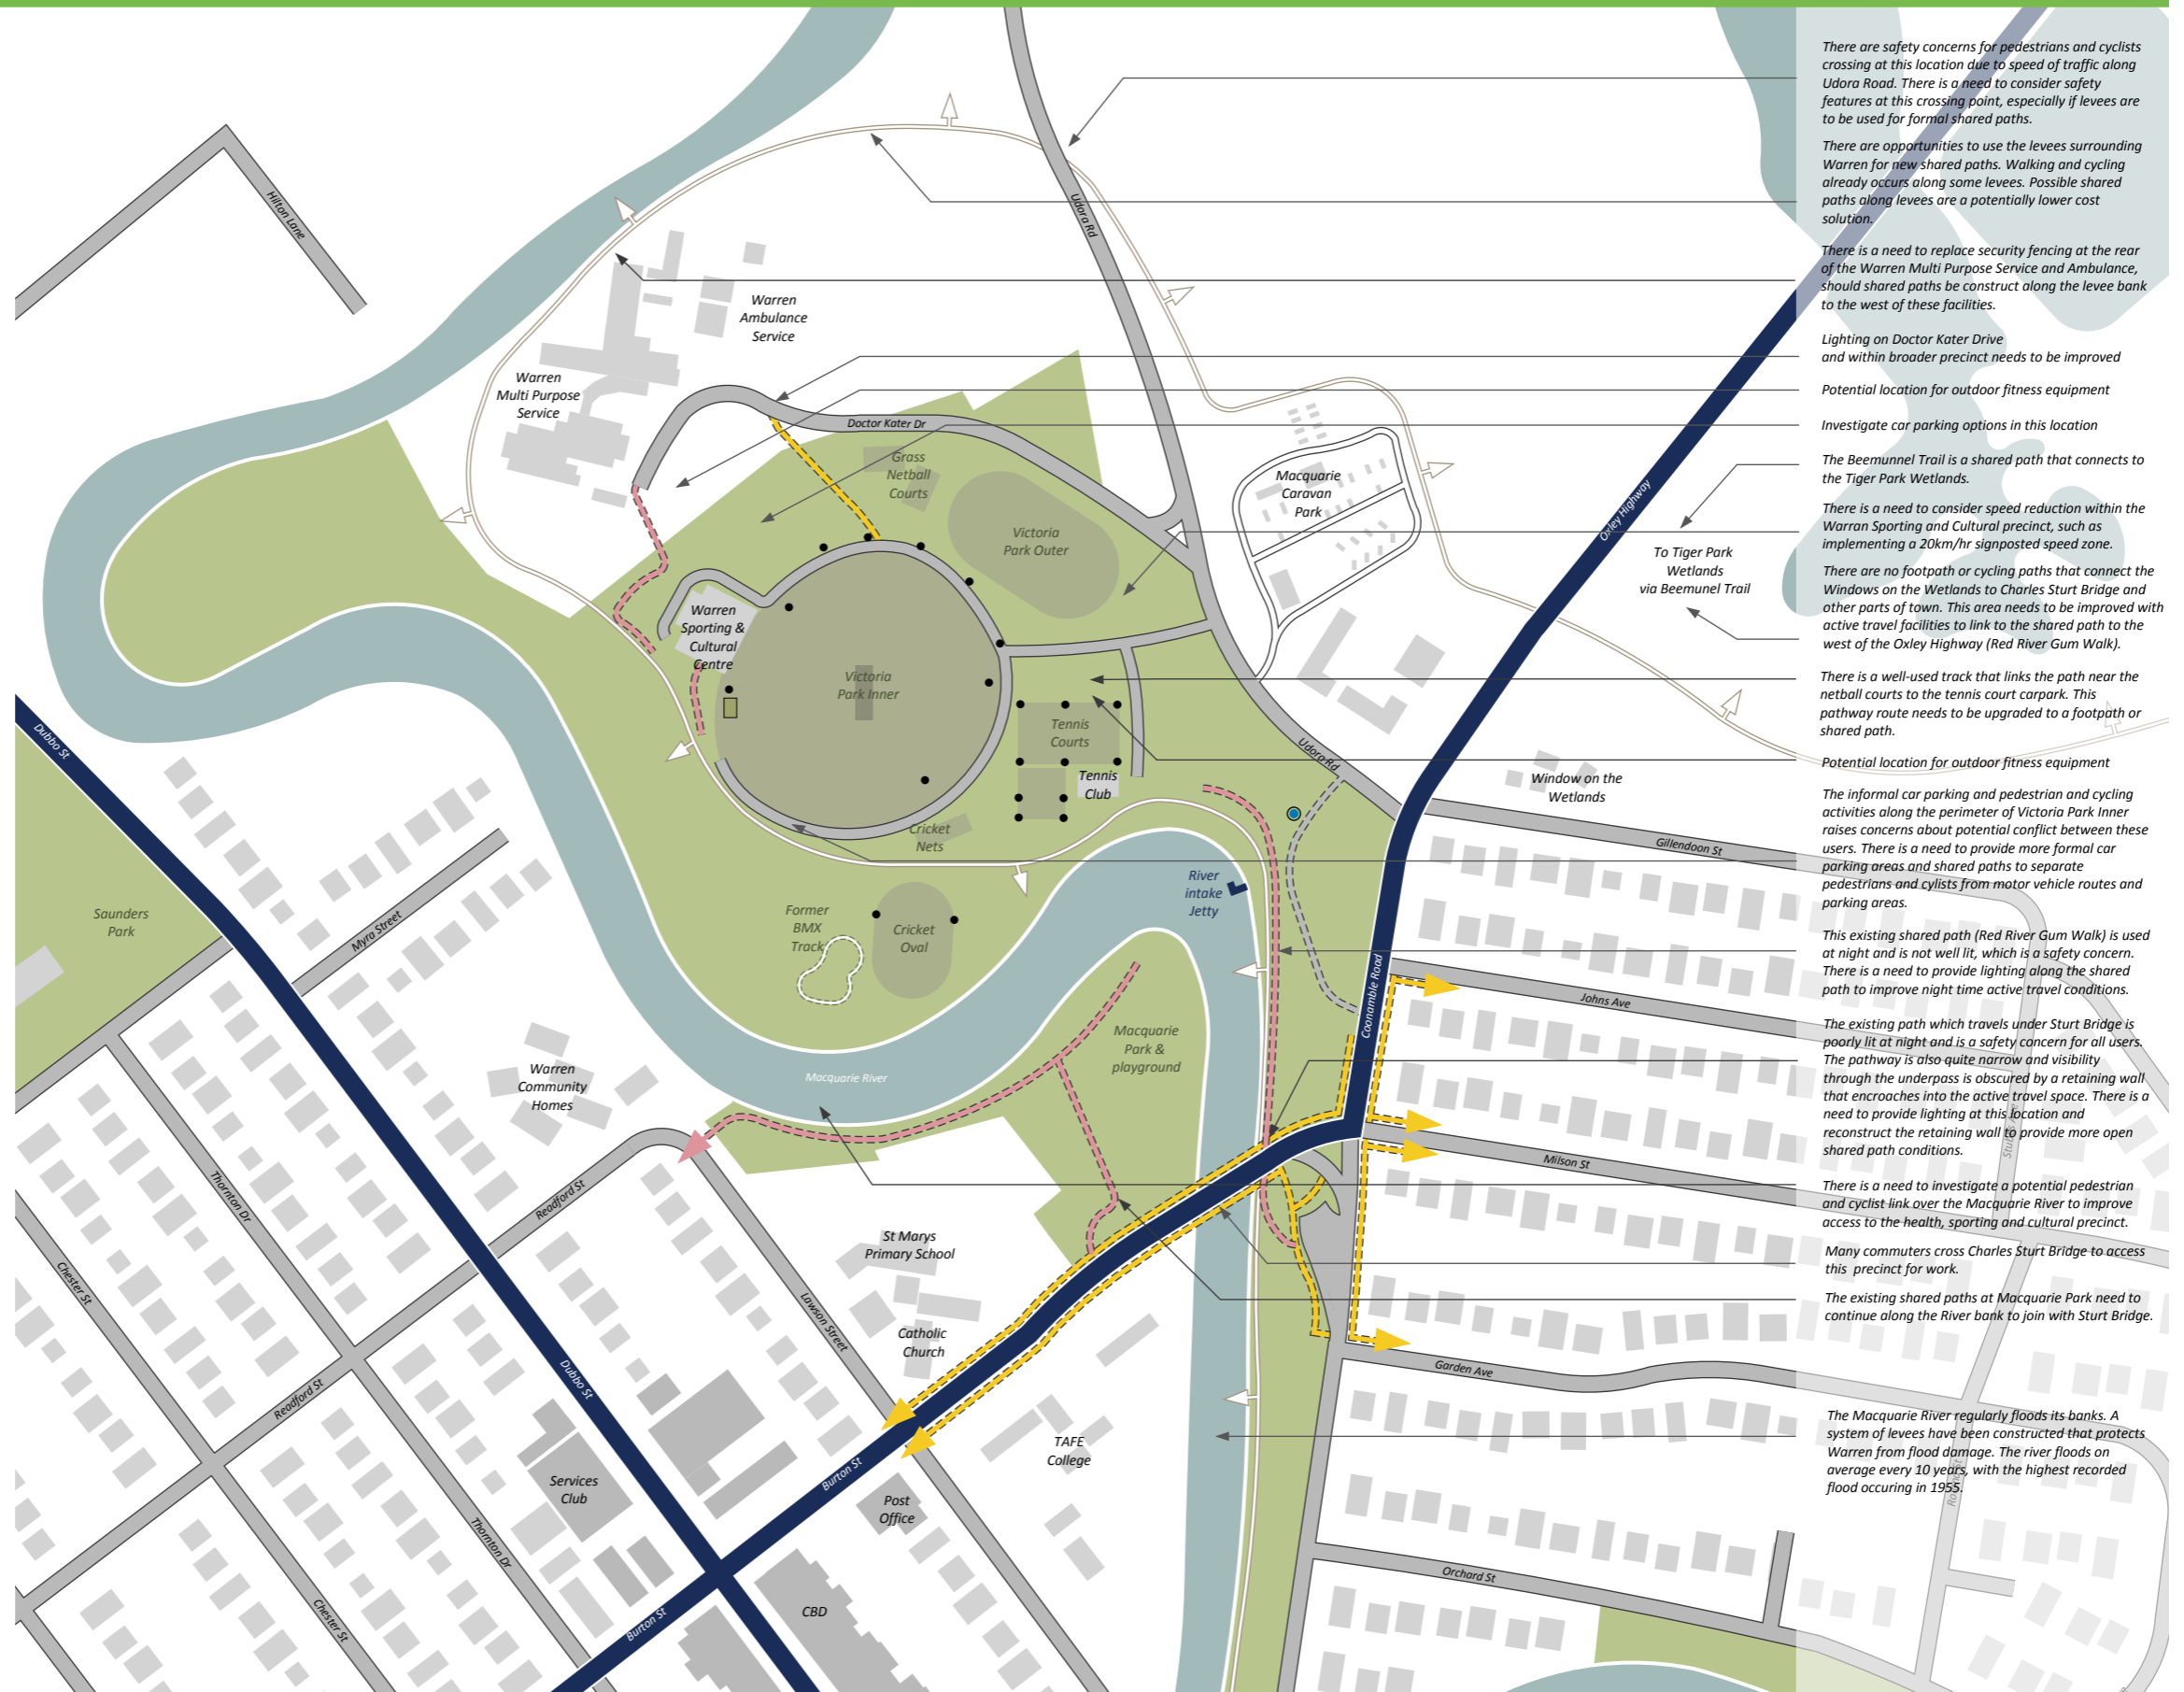 There are safety concerns for pedestrians and cyclists
crossing at this location due to speed of traffic along
Udora Road. There is a need to consider safety
features at this crossing point, especially if levees are
to be used for formal shared paths.
There are opportunities to use the levees surrounding
Warren for new shared paths. Walking and cycling
already occurs along some levees. Possible shared
paths along levees are a potentially lower cost
solution.
There is a need to replace security fencing at the rear
of the Warren Multi Purpose Service and Ambulance,
should shared paths be construct along the levee bank
to the west of these facilities.
Lighting on Doctor Kater Drive
and within broader precinct needs to be improved
Potential location for outdoor fitness equipment
Investigate car parking options in this location
The Beemunnel Trail is a shared path that connects to
the Tiger Park Wetlands.
There is a need to consider speed reduction within the
Warran Sporting and Cultural precinct, such as
implementing a 20km/hr signposted speed zone.
There are no footpath or cycling paths that connect the
Windows on the Wetlands to Charles Sturt Bridge and
other parts of town. This area needs to be improved with
active travel facilities to link to the shared path to the
west of the Oxley Highway (Red River Gum Walk).
There is a well-used track that links the path near the
netball courts to the tennis court carpark. This
pathway route needs to be upgraded to a footpath or
shared path.
Potential location for outdoor fitness equipment
The informal car parking and pedestrian and cycling
activities along the perimeter of Victoria Park Inner
raises concerns about potential conflict between these
users. There is a need to provide more formal car
parking areas and shared paths to separate
pedestrians and cylists from motor vehicle routes and
parking areas.
This existing shared path (Red River Gum Walk) is used
at night and is not well lit, which is a safety concern.
There is a need to provide lighting along the shared
path to improve night time active travel conditions.
The existing path which travels under Sturt Bridge is
poorly lit at night and is a safety concern for all users.
The pathway is also quite narrow and visibility
through the underpass is obscured by a retaining wall
that encroaches into the active travel space. There is a
need to provide lighting at this location and
reconstruct the retaining wall to provide more open
shared path conditions.
There is a need to investigate a potential pedestrian
and cyclist link over the Macquarie River to improve
access to the health, sporting and cultural precinct.
Many commuters cross Charles Sturt Bridge to access
this precinct for work.
The existing shared paths at Macquarie Park need to
continue along the River bank to join with Sturt Bridge.
The Macquarie River regularly floods its banks. A
system of levees have been constructed that protects
Warren from flood damage. The river floods on
average every 10 years, with the highest recorded
flood occuring in 1955.
Hilton Lane
Udora Rd
Warren
Ambulance
Service
Warren
Multi Purpose
Service
Doctor Kater Dr
Grass
Netball
Courts
Victoria
Park Outer
Macquarie
Caravan
Park
Oxley Highway
To Tiger Park
Wetlands
via Beemunel Trail
Warren
Sporting &
Cultural
Centre
Victoria
Park Inner
Tennis
Courts
Tennis
Club
Udora Rd
Window on the
Wetlands
Gillendoon St
Dubbo St
Cricket
Nets
River
intake
Jetty
Saunders
Park
Myra Street
Former
BMX
Track
Cricket
Oval
Coonamble Road
Johns Ave
Macquarie
Park &
playground
Macquarie River
Warren
Community
Homes
Milson St
Thornton Dr
Readford St
St Marys
Primary School
Chester St
Lawson Street
Catholic
Church
Garden Ave
Dubbo St
Readford St
TAFE
College
Services
Club
Burton St
Post
Office
Thornton Dr
Orchard St
CBD
Chester St
Burton St